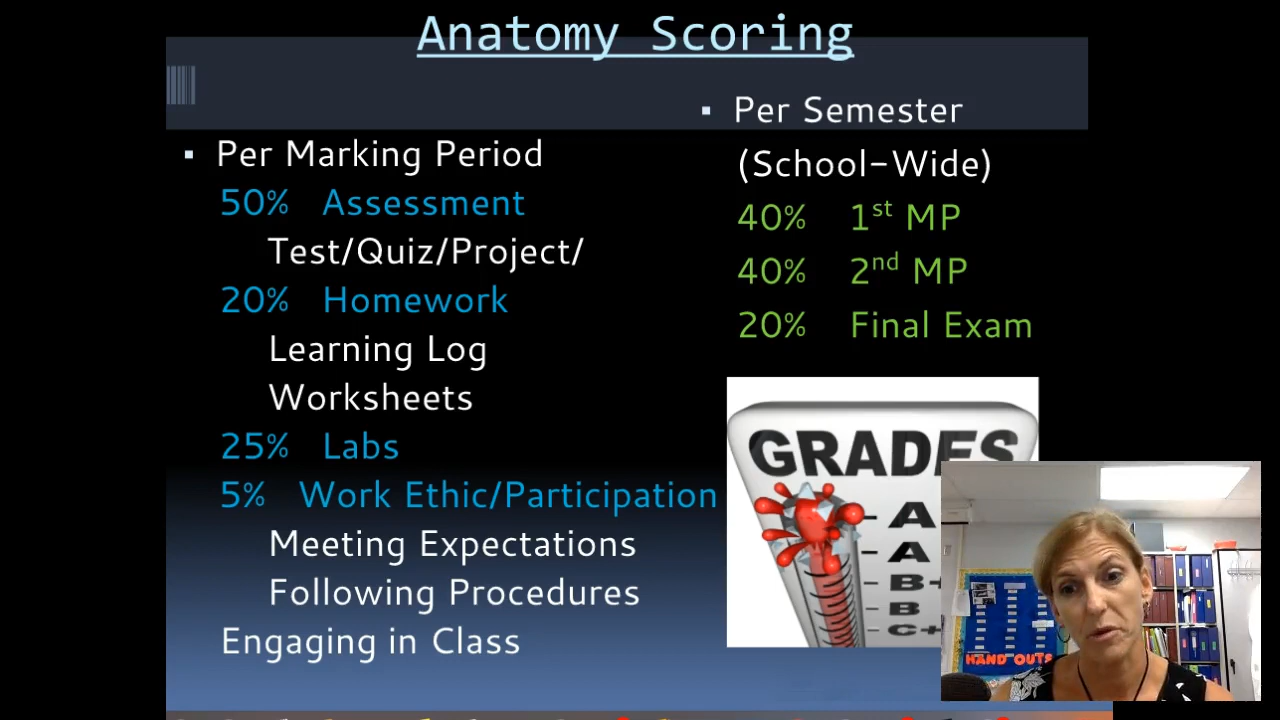 Anatomy Scoring
▪ Per Marking Period
50% Assessment
Test/Quiz/Project/
20% Homework
Learning Log
Worksheets
25% Labs
5% Work Ethic/Participation
Meeting Expectations
Following Procedures
Engaging in Class
▪ Per Semester
(School-Wide)
40% 1st MP
40% 2nd MP
20% Final Exam
GRADES
A
A
B+
B
C+
HAND OUTS